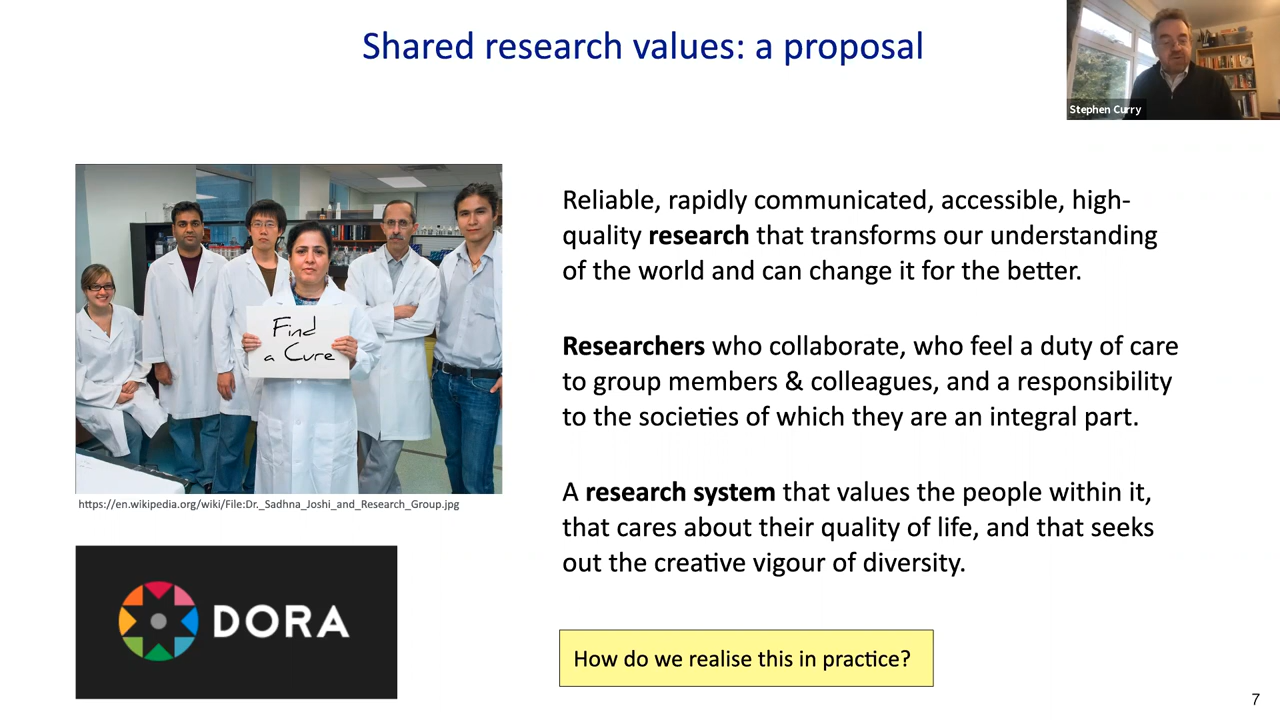 Shared research values: a proposal
Stephen Curry
Find
a Cure
https://en.wikipedia.org/wiki/File:Dr._Sadhna_Joshi_and_Research_Group.jpg
DORA
Reliable, rapidly communicated, accessible, high-
quality research that transforms our understanding
of the world and can change it for the better.
Researchers who collaborate, who feel a duty of care
to group members & colleagues, and a responsibility
to the societies of which they are an integral part.
A research system that values the people within it,
that cares about their quality of life, and that seeks
out the creative vigour of diversity.
How do we realise this in practice?
7